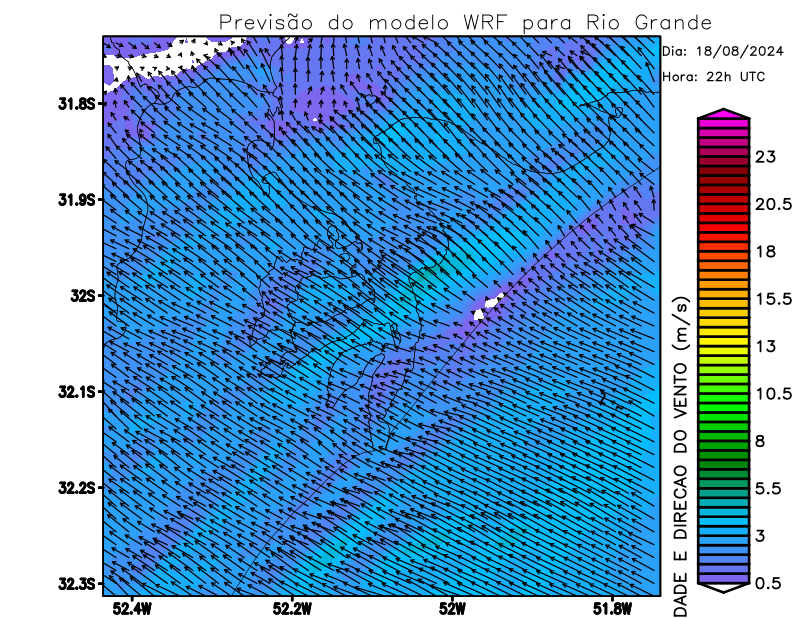 Previsão do modelo WRF para Rio Grande
Dia: 18/08/2024
Hora: 22h UTC
31.8S
31.9S
32S
32.1S
32.2S
32.3S
52.4W
52.2W
52W
51.8W
23
20.5
18
15.5
13
10.5
8
5.5
3
0.5
DADE E DIRECAO DO VENTO (m/s)